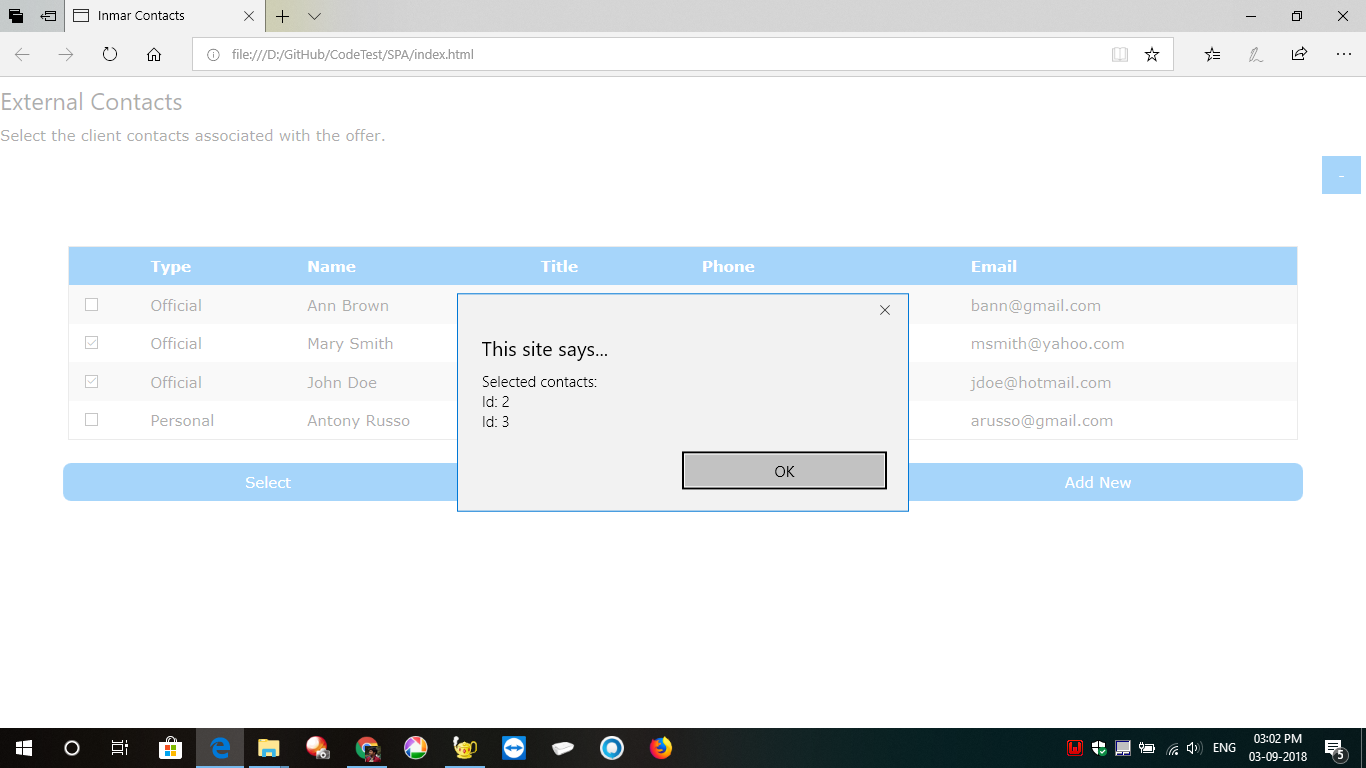 Inmar Contacts
file:///D:/GitHub/CodeTest/SPA/index.html
External Contacts
Select the client contacts associated with the offer.
-
Type Name Title Phone Email
Official Ann Brown bann@gmail.com
Official Mary Smith msmith@yahoo.com
Official John Doe jdoe@hotmail.com
Personal Antony Russo arusso@gmail.com
This site says...
Selected contacts:
Id: 2
Id: 3
OK
Select Add New
ENG 03:02 PM
03-09-2018
5